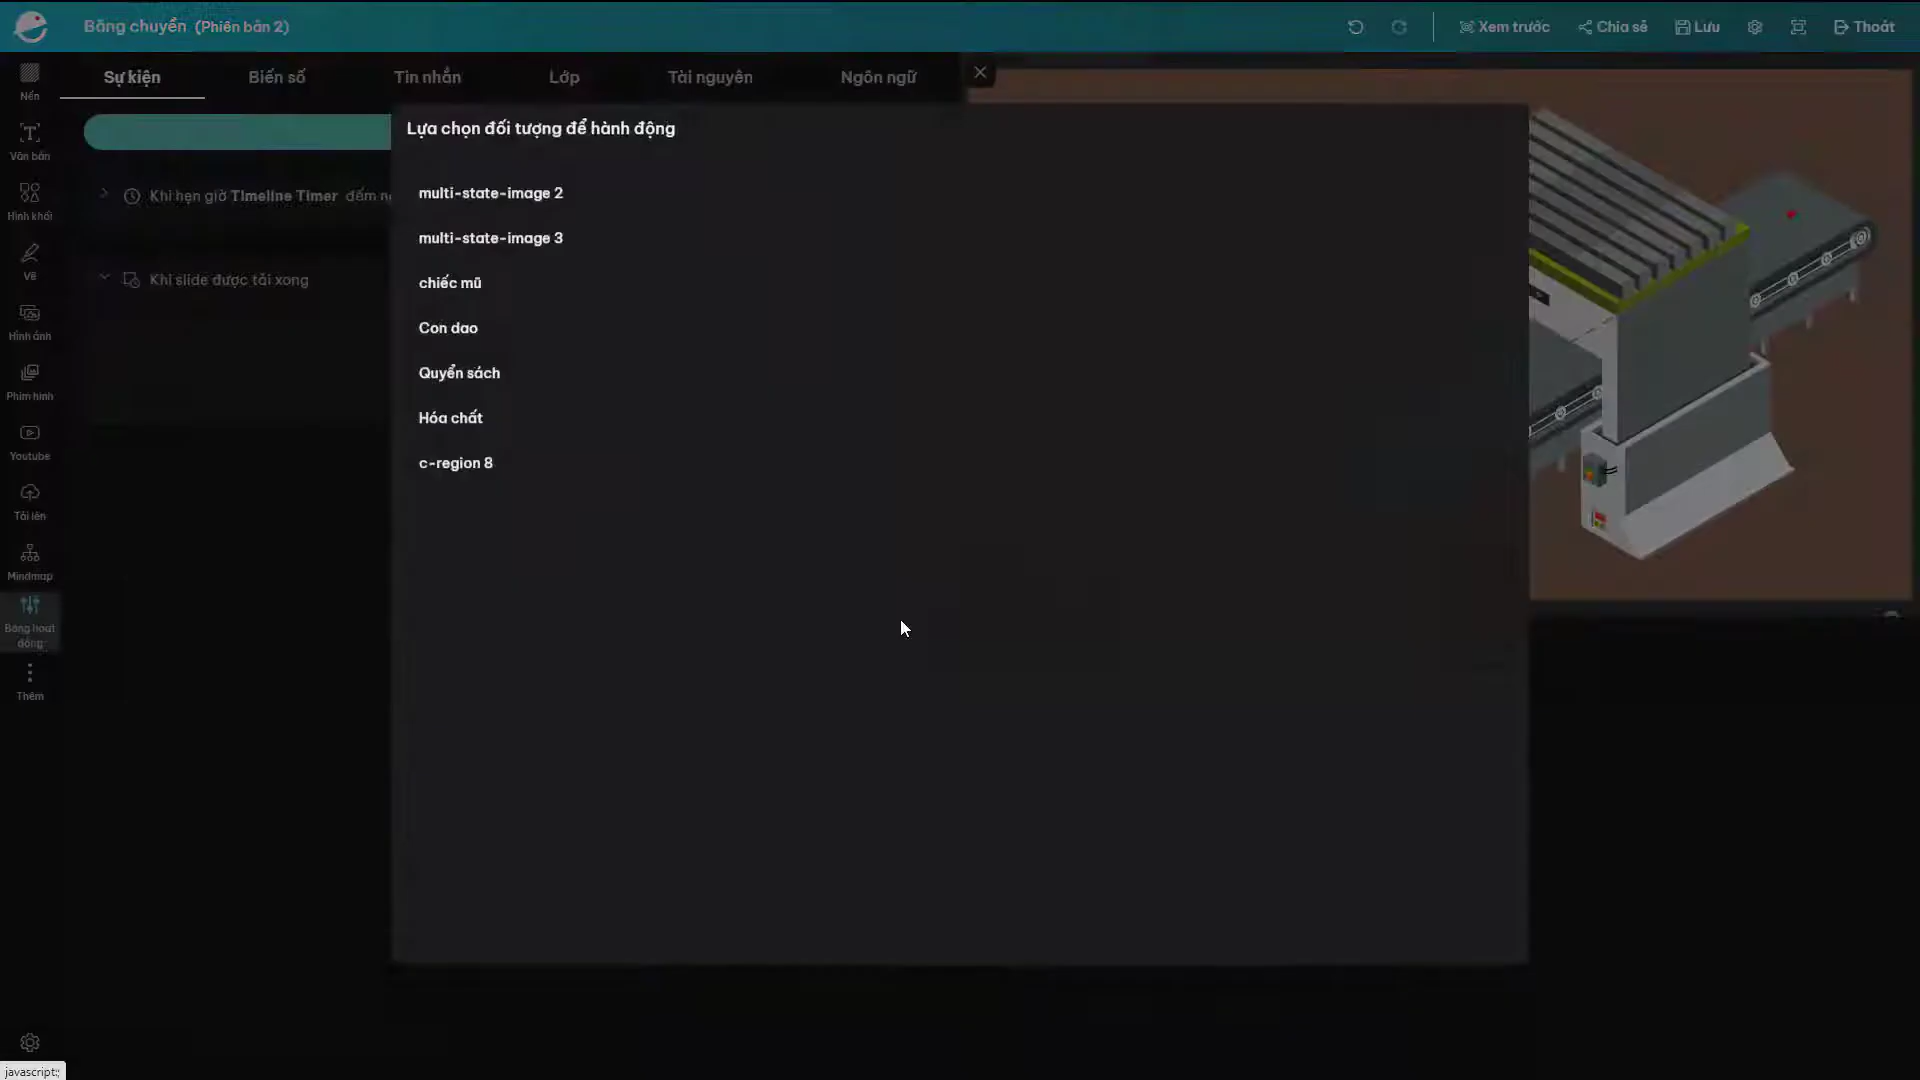 Băng chuyền (Phiên bản 2)
Xem trước
Chia sẻ
Lưu
Thoát
Nền
Văn bản
Hình khối
Vẽ
Hình ảnh
Phim hình
Youtube
Tải lên
Mindmap
Bảng hoạt động
Thêm
Sự kiện
Biến số
Tin nhắn
Lớp
Tài nguyên
Ngôn ngữ
Khi hẹn giờ Timeline Timer đếm
Khi slide được tải xong
Lựa chọn đối tượng để hành động
multi-state-image 2
multi-state-image 3
chiếc mũ
Con dao
Quyển sách
Hóa chất
c-region 8
javascript:;